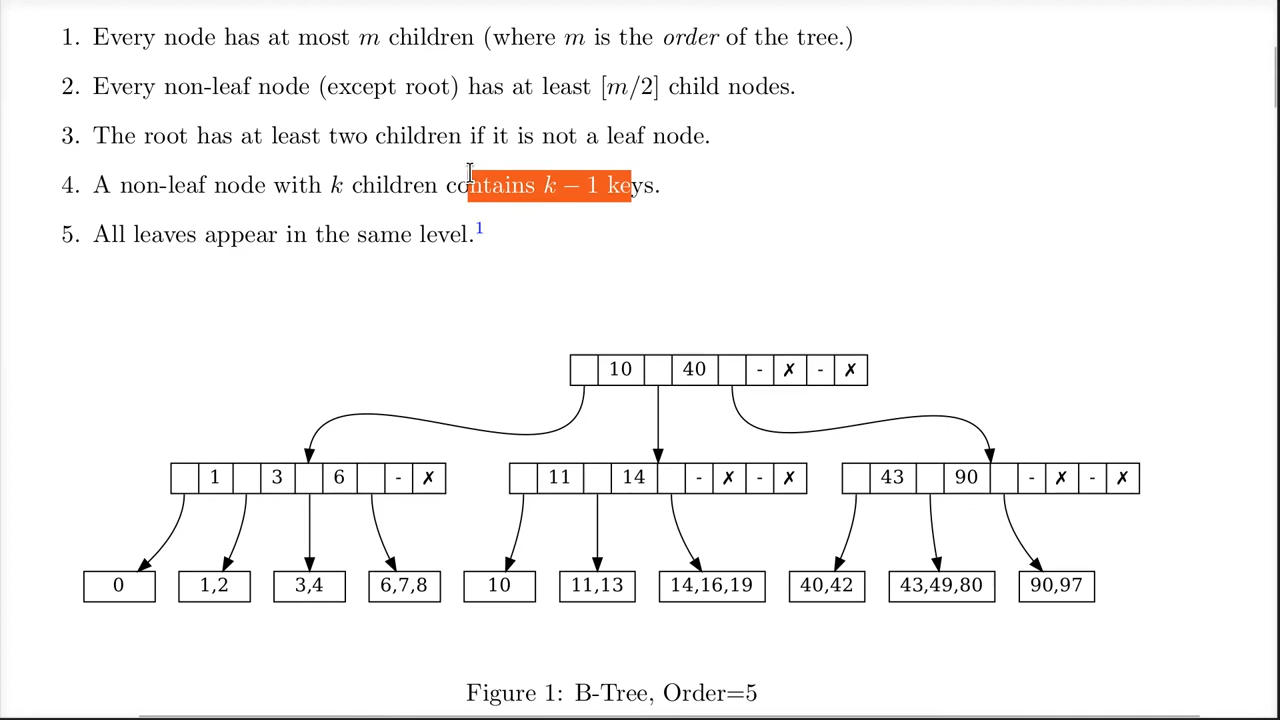 1. Every node has at most m children (where m is the order of the tree.)
2. Every non-leaf node (except root) has at least [m/2] child nodes.
3. The root has at least two children if it is not a leaf node.
4. A non-leaf node with k children contains k − 1 keys.
5. All leaves appear in the same level.1
10 40 - ✗ - ✗
1 3 6 - ✗ 11 14 - ✗ - ✗ 43 90 - ✗ - ✗
0 1,2 3,4 6,7,8 10 11,13 14,16,19 40,42 43,49,80 90,97
Figure 1: B-Tree, Order=5